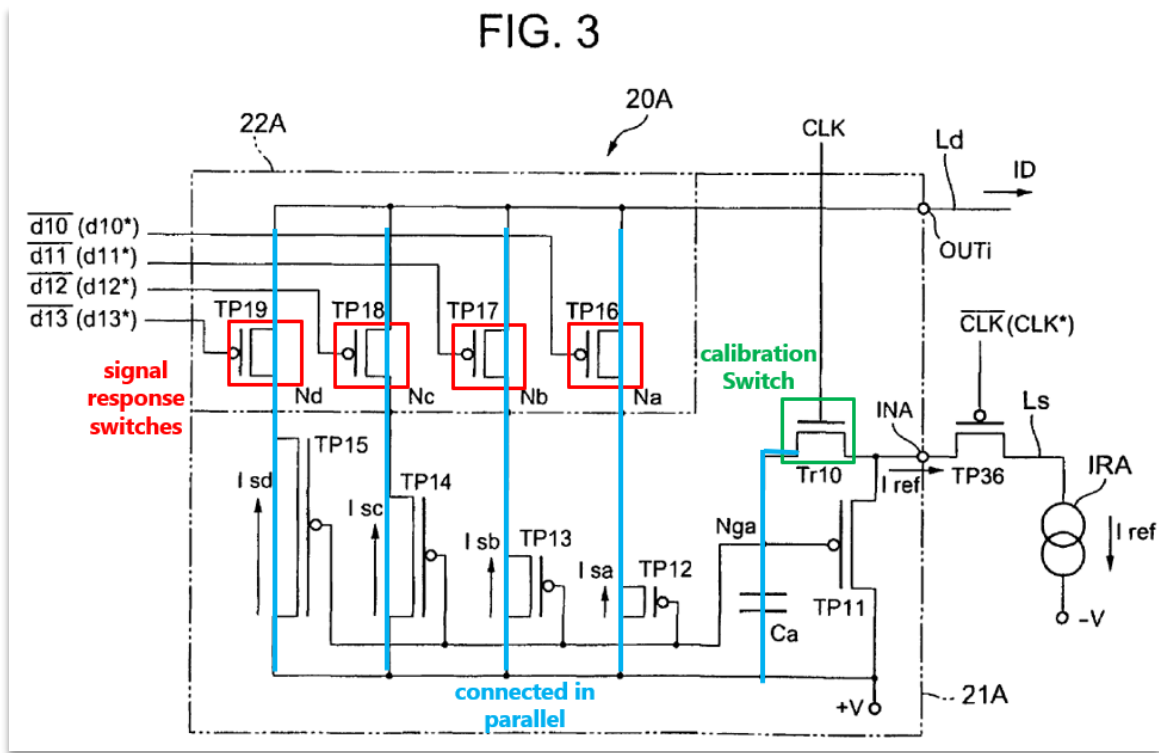 FIG. 3
20A
22A
CLK
Ld
ID
OUTi
d10 (d10*)
d11 (d11*)
d12 (d12*)
d13 (d13*)
TP19
TP18
TP17
TP16
CLK(CLK*)
calibration
Switch
signal
response
switches
Nd
Nc
Nb
Na
INA
Ls
Tr10
I ref
TP36
IRA
TP15
TP14
I sd
I sc
I sb
TP13
I sa
TP12
Nga
I ref
TP11
Ca
-V
connected in
parallel
+V
21A